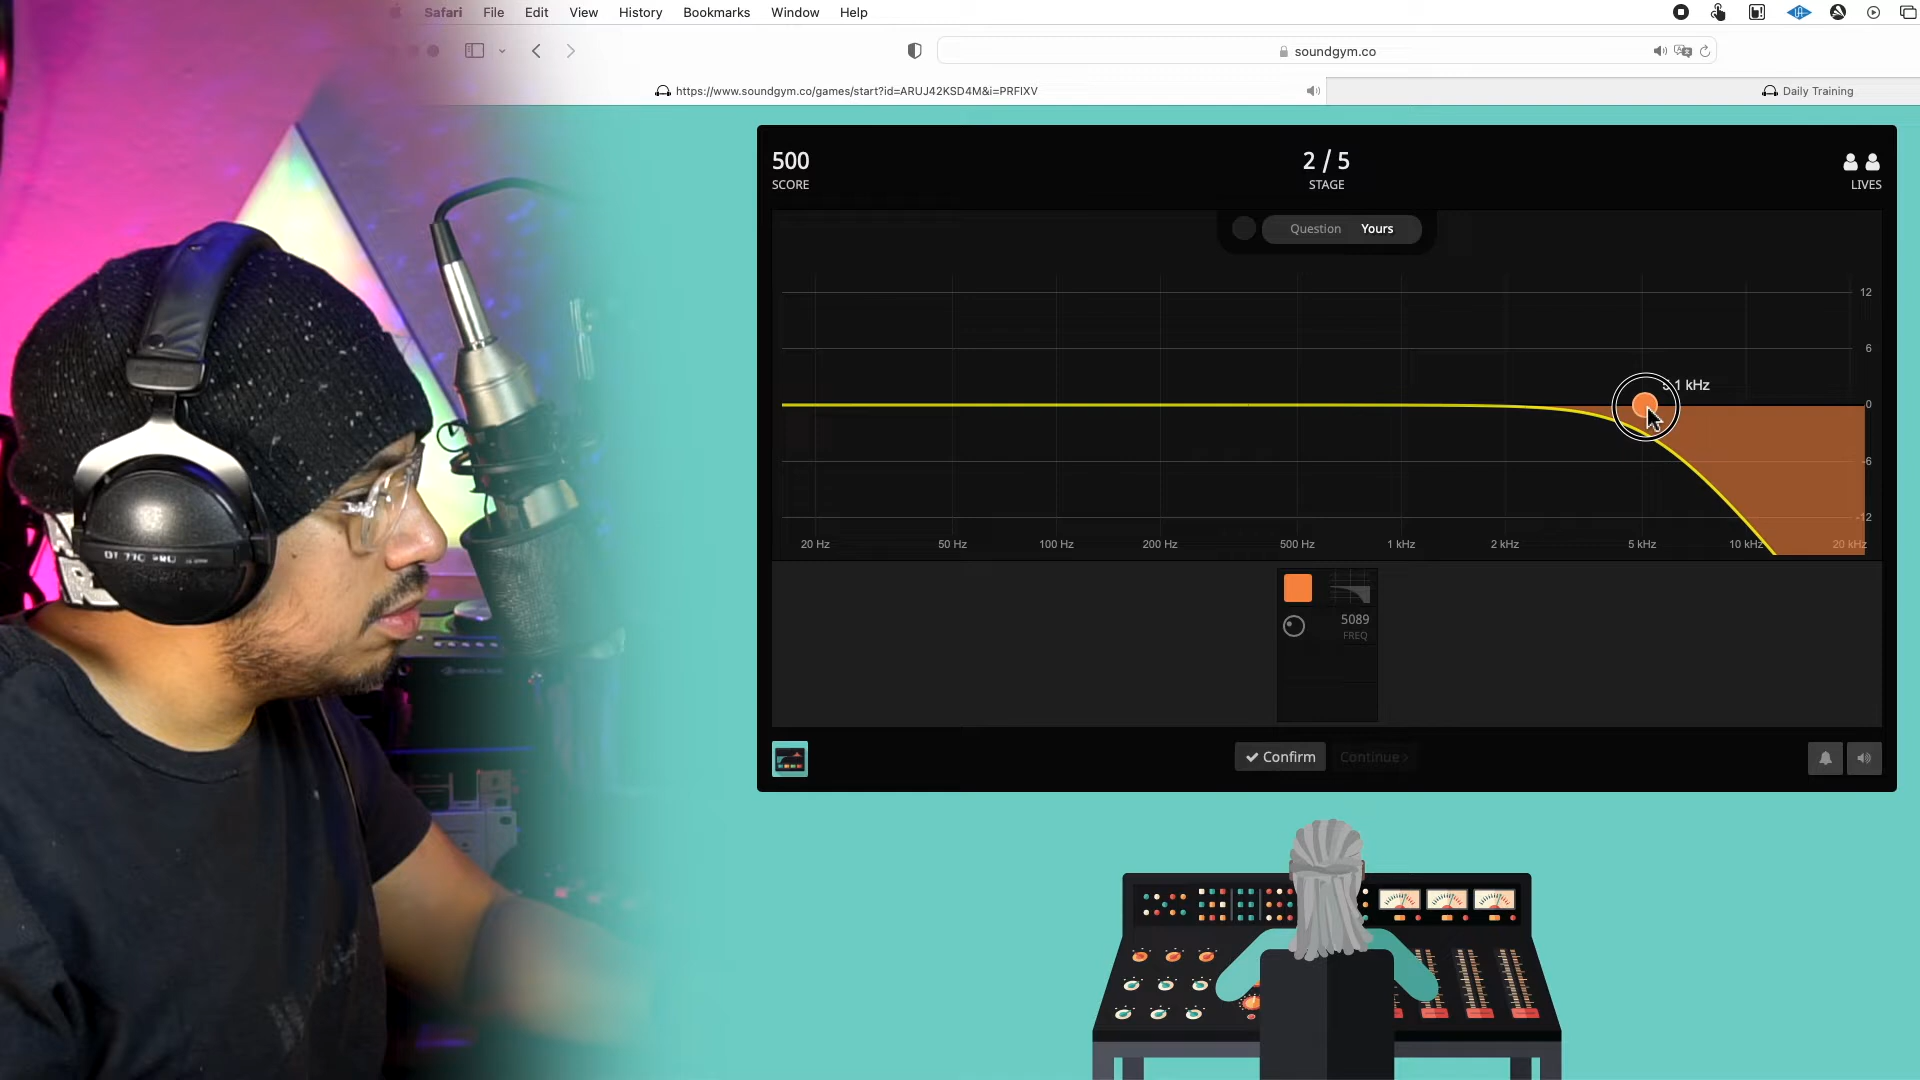 Safari File Edit View History Bookmarks Window Help
soundgym.co
https://www.soundgym.co/games/start?id=ARUJ42KSD4M&i=PRFIXV
Daily Training
500
SCORE
2 / 5
STAGE
LIVES
Question Yours
12
6
5.1 kHz
0
-6
-12
20 Hz 50 Hz 100 Hz 200 Hz 500 Hz 1 kHz 2 kHz 5 kHz 10 kHz 20 kHz
5089
FREQ
Confirm Continue>